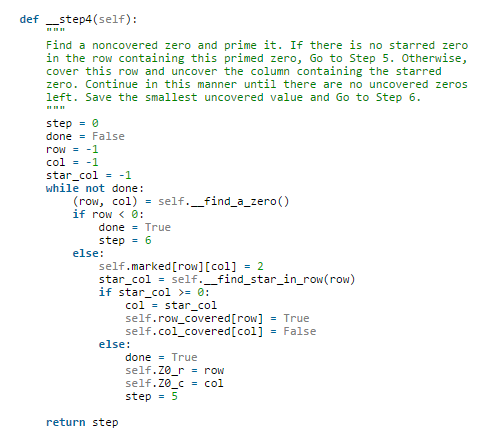 def __step4(self):
    """
    Find a noncovered zero and prime it. If there is no starred zero
    in the row containing this primed zero, Go to Step 5. Otherwise,
    cover this row and uncover the column containing the starred
    zero. Continue in this manner until there are no uncovered zeros
    left. Save the smallest uncovered value and Go to Step 6.
    """
    step = 0
    done = False
    row = -1
    col = -1
    star_col = -1
    while not done:
        (row, col) = self.__find_a_zero()
        if row < 0:
            done = True
            step = 6
        else:
            self.marked[row][col] = 2
            star_col = self.__find_star_in_row(row)
            if star_col >= 0:
                col = star_col
                self.row_covered[row] = True
                self.col_covered[col] = False
            else:
                done = True
                self.Z0_r = row
                self.Z0_c = col
                step = 5

    return step